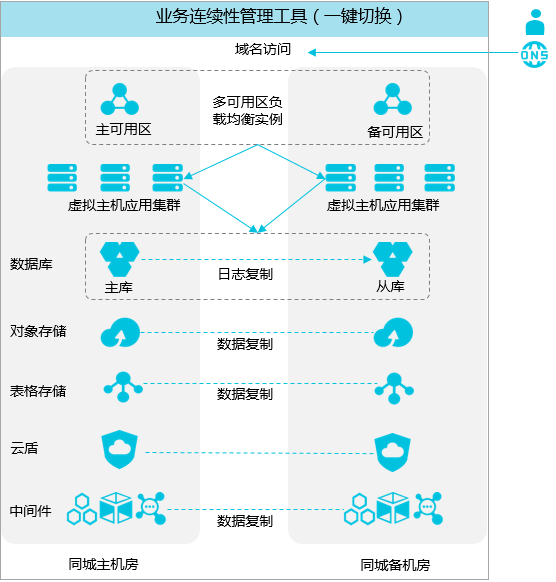 业务连续性管理工具（一键切换）
域名访问
DNS
多可用区负
载均衡实例
主可用区
备可用区
虚拟主机应用集群
虚拟主机应用集群
数据库
主库
日志复制
从库
对象存储
数据复制
表格存储
数据复制
云盾
中间件
数据复制
同城主机房
同城备机房